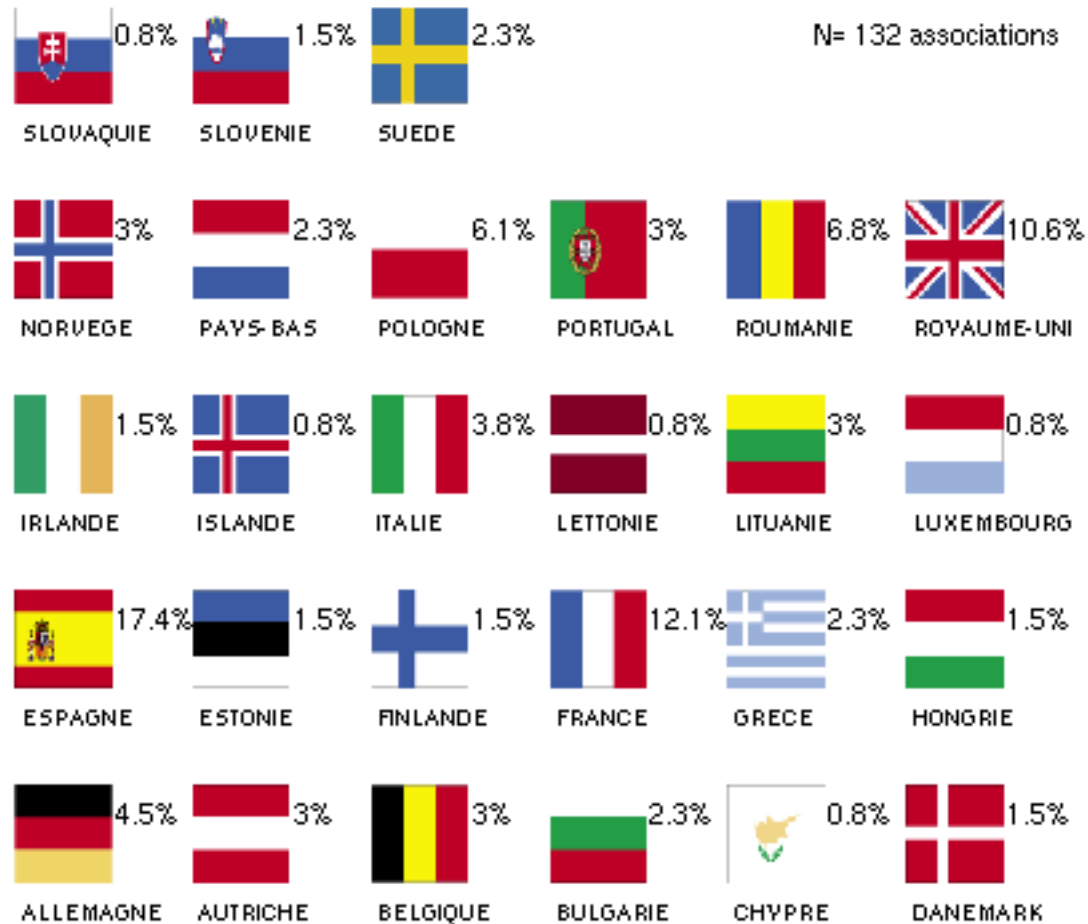 0.8% 1.5% 2.3% N= 132 associations
SLOVAQUIE SLOVENIE SUEDE
3% 2.3% 6.1% 3% 6.8% 10.6%
NORVEGE PAYS-BAS POLOGNE PORTUGAL ROUMANIE ROYAUME-UNI
1.5% 0.8% 3.8% 0.8% 3% 0.8%
IRLANDE ISLANDE ITALIE LETTONIE LITUANIE LUXEMBOURG
17.4% 1.5% 1.5% 12.1% 2.3% 1.5%
ESPAGNE ESTONIE FINLANDE FRANCE GRECE HONGRIE
4.5% 3% 3% 2.3% 0.8% 1.5%
ALLEMAGNE AUTRICHE BELGIQUE BULGARIE CHYPRE DANEMARK